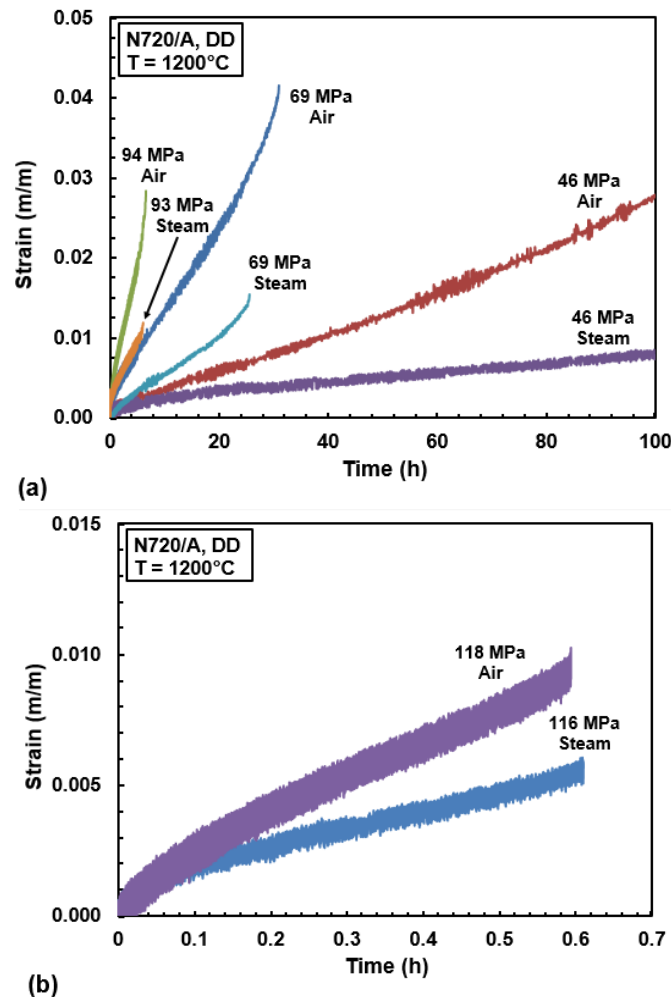 0.05
N720/A, DD
T = 1200°C
0.04
69 MPa
Air
94 MPa
Air
0.03
93 MPa
Steam
46 MPa
Air
0.02
69 MPa
Steam
0.01
46 MPa
Steam
0.00
Strain (m/m)
0 20 40 60 80 100
Time (h)
(a)
0.015
N720/A, DD
T = 1200°C
0.010
118 MPa
Air
116 MPa
Steam
0.005
0.000
Strain (m/m)
0 0.1 0.2 0.3 0.4 0.5 0.6 0.7
Time (h)
(b)